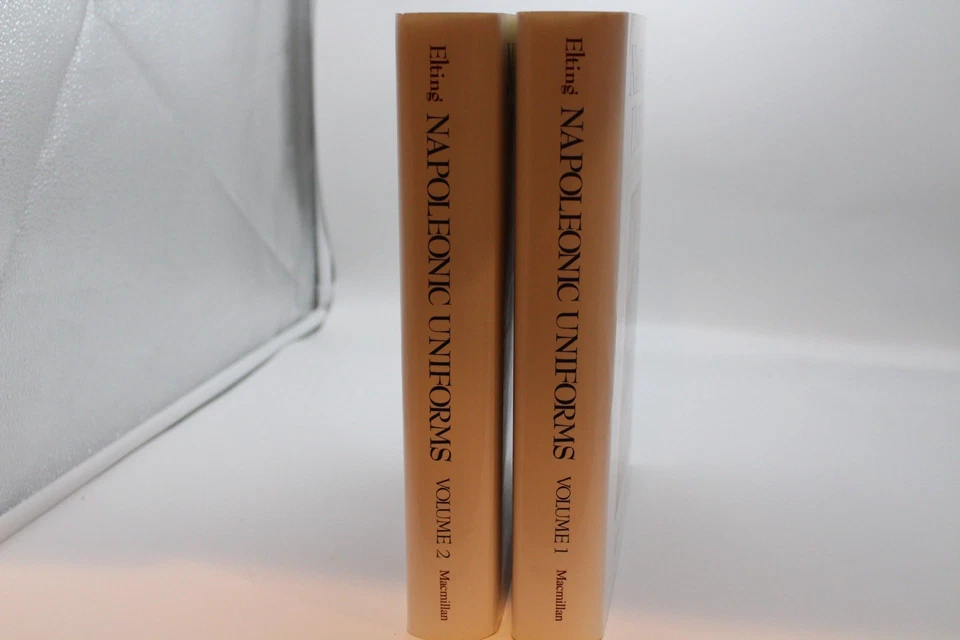 Elting NAPOLEONIC UNIFORMS VOLUME 2 Macmillan
Elting NAPOLEONIC UNIFORMS VOLUME 1 Macmillan